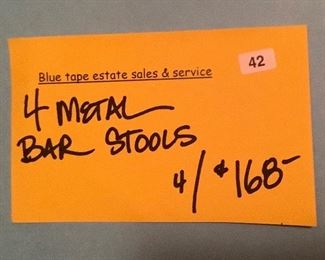 42
Blue tape estate sales & service
4 METAL
BAR STOOLS
4/$168-